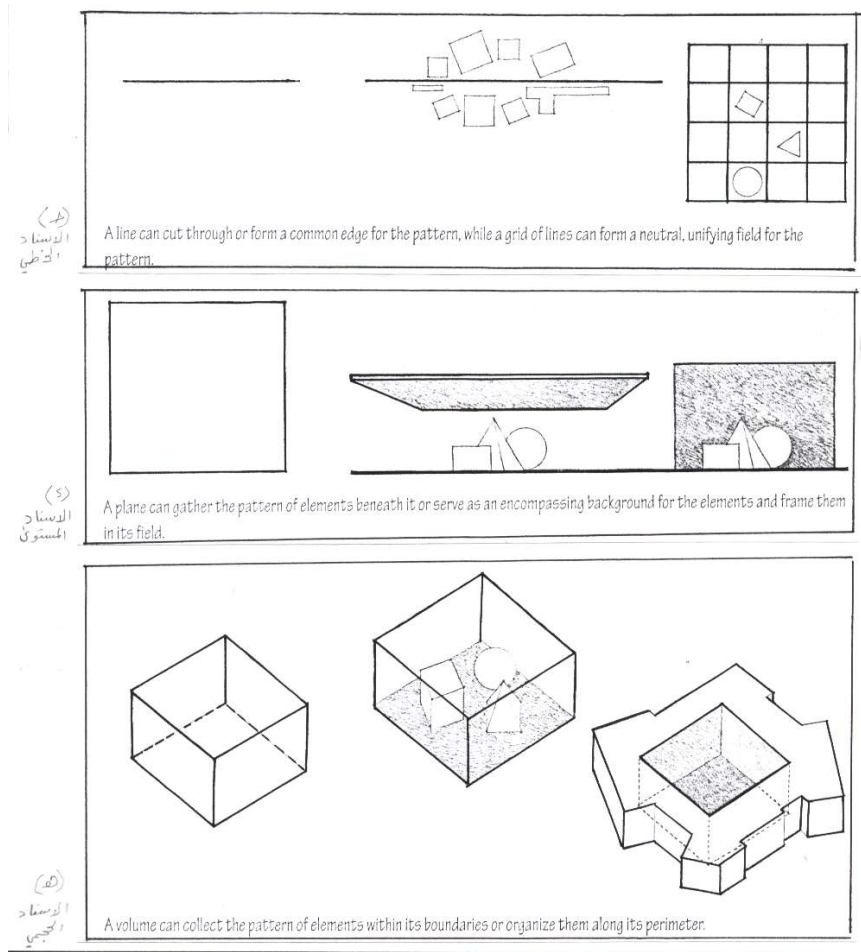 A line can cut through or form a common edge for the pattern, while a grid of lines can form a neutral, unifying field for the
pattern.
الاسناد
الخطي
A plane can gather the pattern of elements beneath it or serve as an encompassing background for the elements and frame them
in its field.
الاسناد
المستوي
A volume can collect the pattern of elements within its boundaries or organize them along its perimeter.
(هـ)
الاسناد
الحجمي